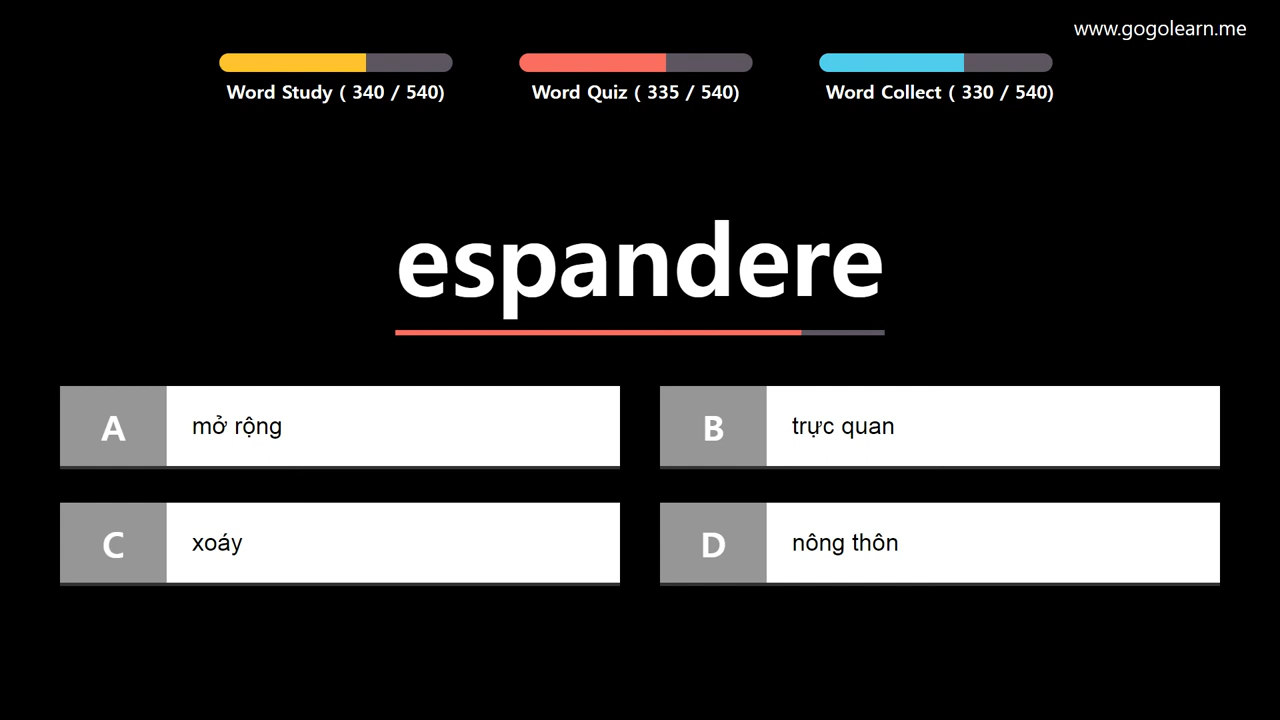 www.gogolearn.me
Word Study ( 340 / 540)
Word Quiz ( 335 / 540)
Word Collect ( 330 / 540)
espandere
A
mở rộng
B
trực quan
C
xoáy
D
nông thôn